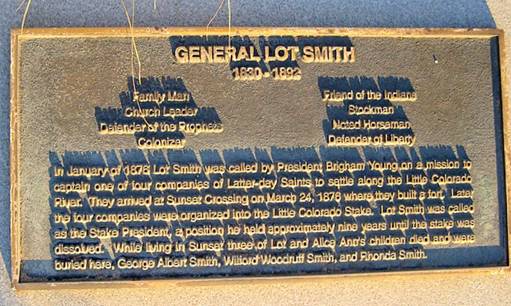 GENERAL LOT SMITH
1830 - 1892
Family Man
Church Leader
Defender of the Prophets
Colonizer
Friend of the Indians
Stockman
Noted Horseman
Defender of Liberty
In January of 1876 Lot Smith was called by President Brigham Young on a mission to
captain one of four companies of Latter-day Saints to settle along the Little Colorado
River. They arrived at Sunset Crossing on March 24, 1876 where they built a fort. Later
the four companies were organized into the Little Colorado Stake. Lot Smith was called
as the Stake President, a position he held approximately nine years until the stake was
dissolved. While living in Sunset three of Lot and Alice Ann's children died and were
buried here, George Albert Smith, Wilford Woodruff Smith, and Rhonda Smith.